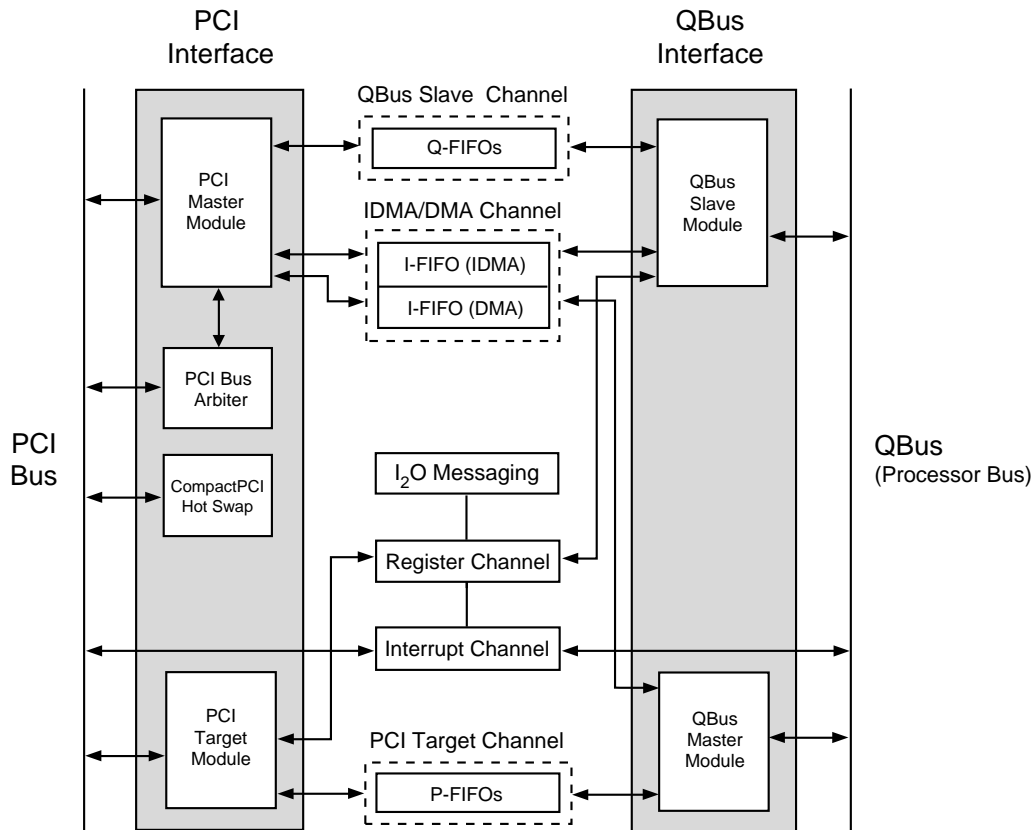 PCI
Interface
QBus
Interface
QBus Slave Channel
Q-FIFOs
PCI
Master
Module
QBus
Slave
Module
IDMA/DMA Channel
I-FIFO (IDMA)
I-FIFO (DMA)
PCI Bus
Arbiter
PCI
Bus
QBus
(Processor Bus)
CompactPCI
Hot Swap
I2O Messaging
Register Channel
Interrupt Channel
PCI
Target
Module
QBus
Master
Module
PCI Target Channel
P-FIFOs